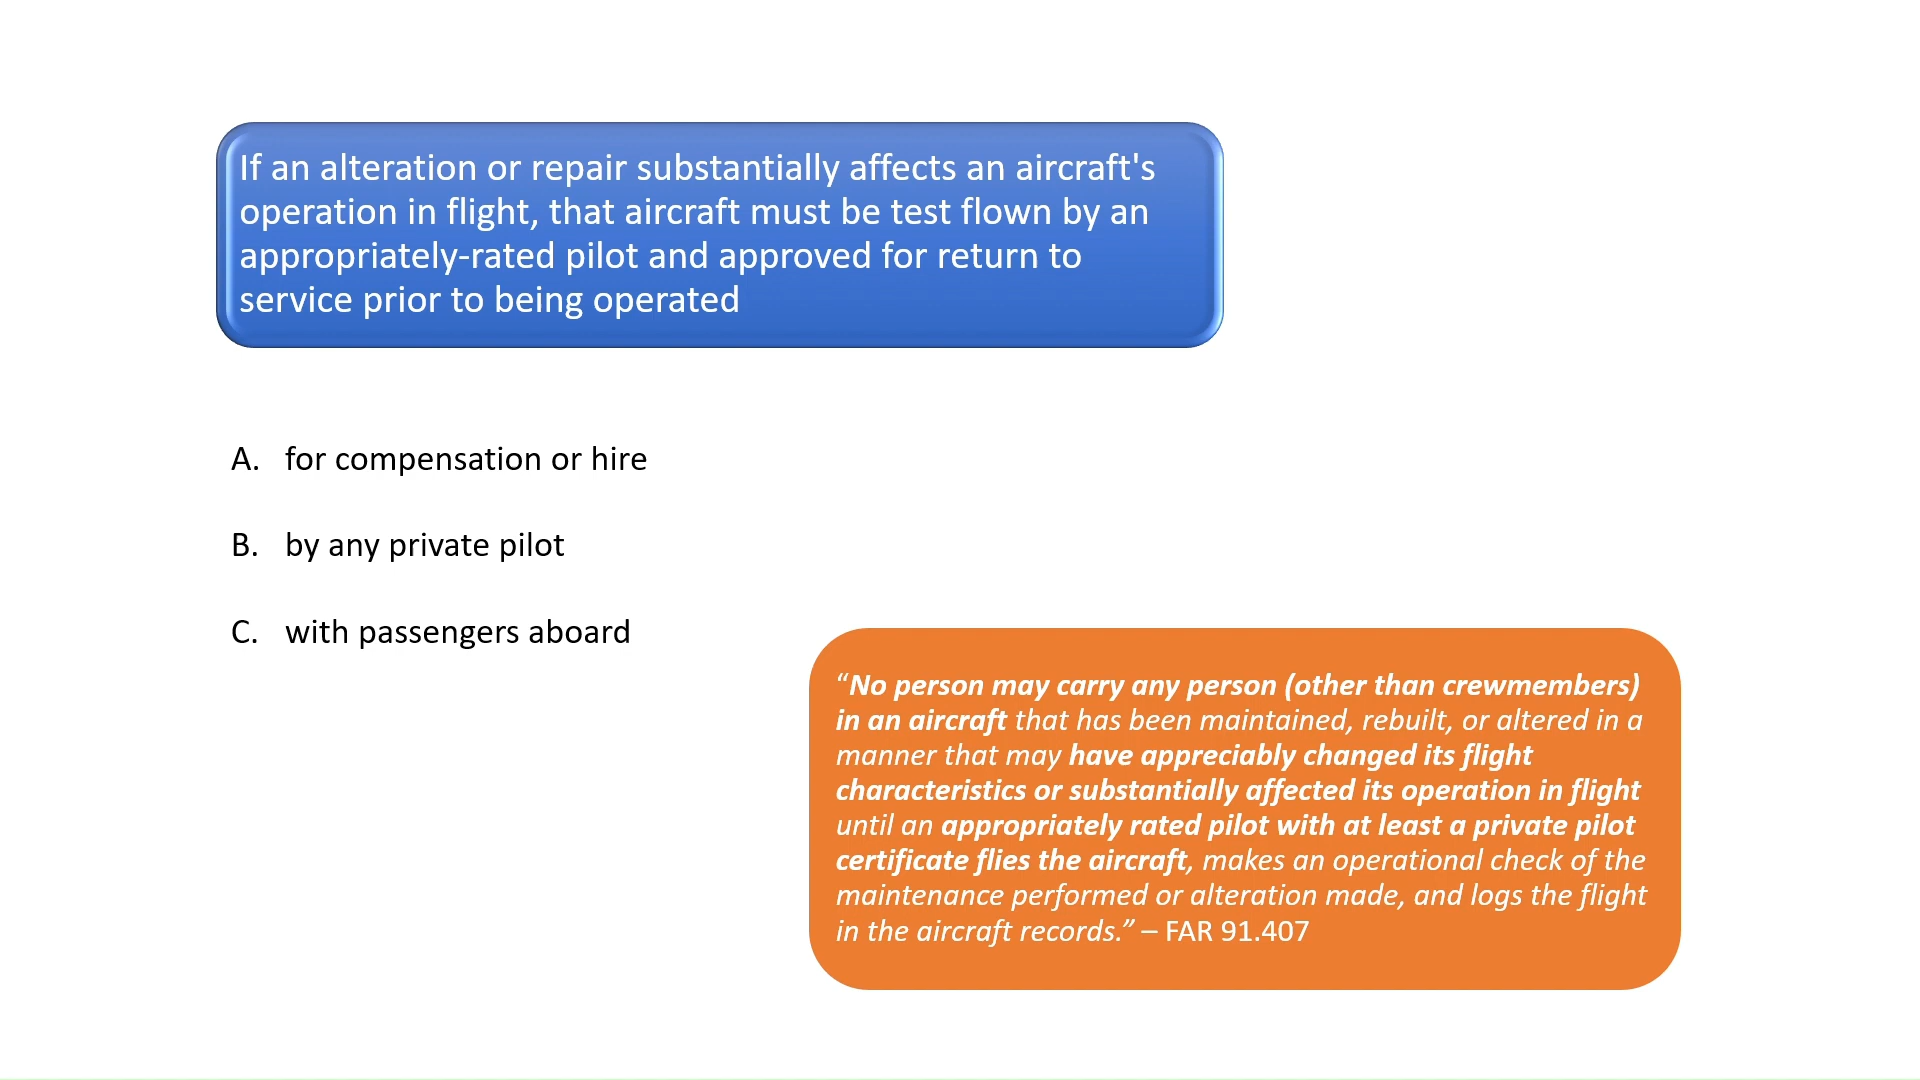 If an alteration or repair substantially affects an aircraft's
operation in flight, that aircraft must be test flown by an
appropriately-rated pilot and approved for return to
service prior to being operated
A. for compensation or hire
B. by any private pilot
C. with passengers aboard
“No person may carry any person (other than crewmembers)
in an aircraft that has been maintained, rebuilt, or altered in a
manner that may have appreciably changed its flight
characteristics or substantially affected its operation in flight
until an appropriately rated pilot with at least a private pilot
certificate flies the aircraft, makes an operational check of the
maintenance performed or alteration made, and logs the flight
in the aircraft records.” – FAR 91.407